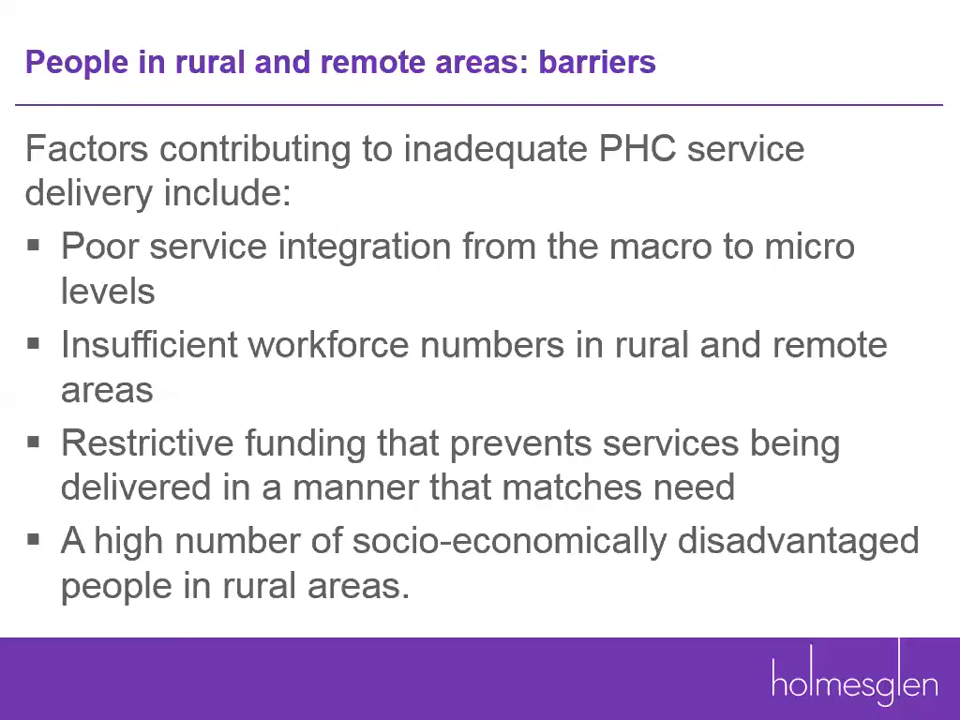 People in rural and remote areas: barriers
Factors contributing to inadequate PHC service
delivery include:
▪ Poor service integration from the macro to micro
levels
▪ Insufficient workforce numbers in rural and remote
areas
▪ Restrictive funding that prevents services being
delivered in a manner that matches need
▪ A high number of socio-economically disadvantaged
people in rural areas.
holmesglen